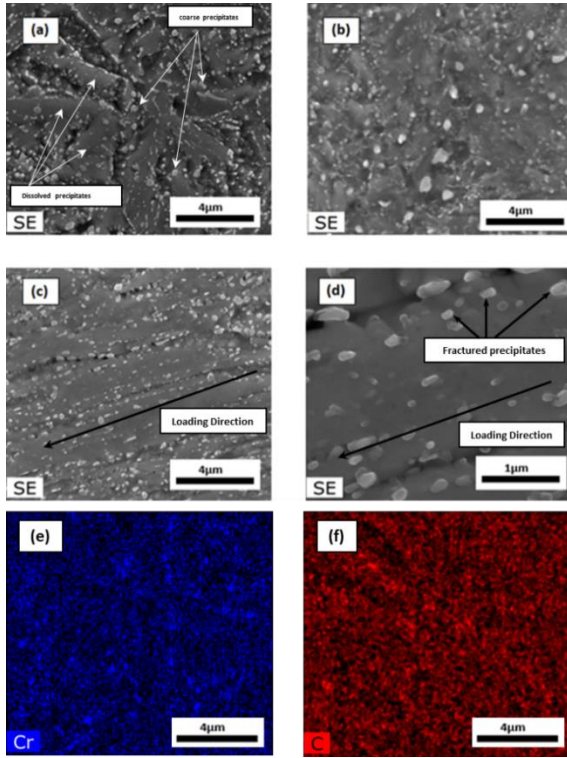 (a)
coarse precipitates
Dissolved precipitates
SE
4μm
(b)
SE
4μm
(c)
Loading Direction
SE
4μm
(d)
Fractured precipitates
Loading Direction
SE
1μm
(e)
Cr
4μm
(f)
C
4μm